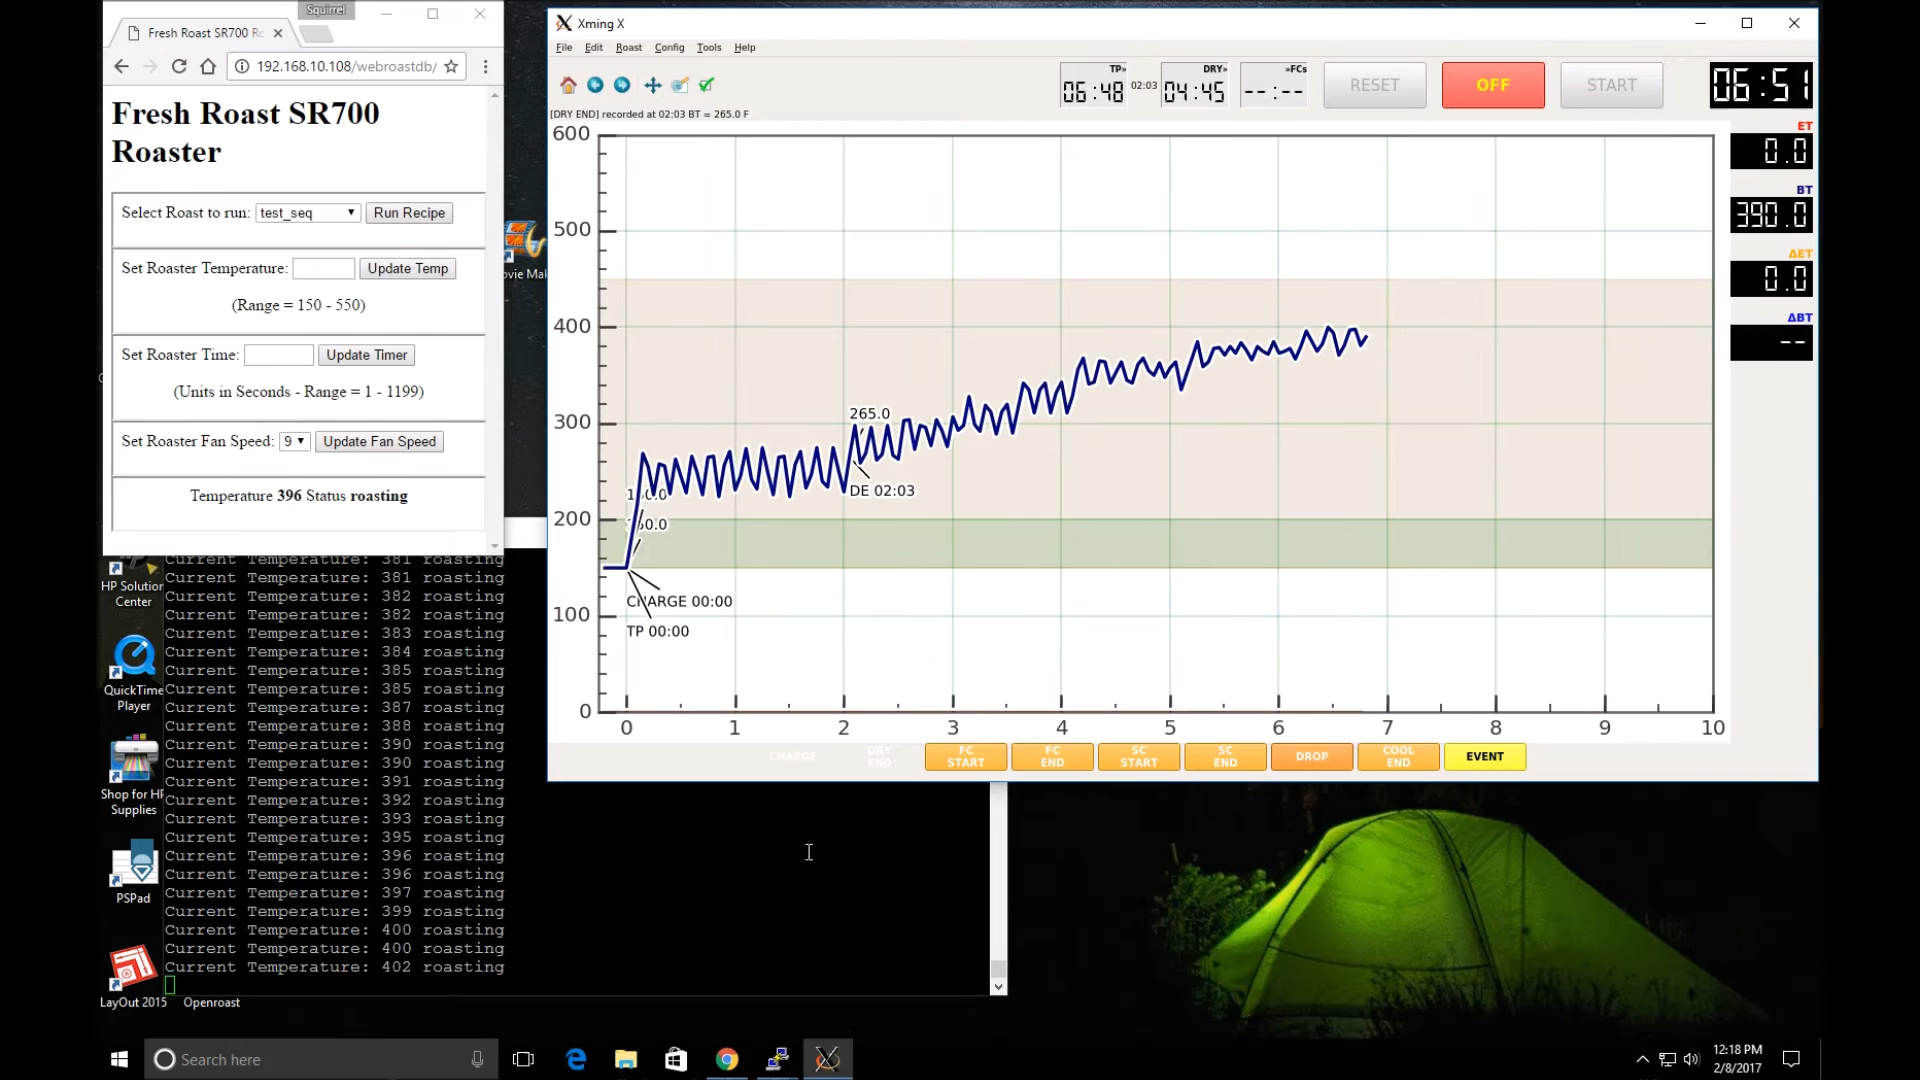 Squirrel
Fresh Roast SR700 Ro
192.168.10.108/webroastdb/
Fresh Roast SR700
Roaster
Select Roast to run: test_seq Run Recipe
Set Roaster Temperature: Update Temp
(Range = 150 - 550)
Set Roaster Time: Update Timer
(Units in Seconds - Range = 1 - 1199)
Set Roaster Fan Speed: 9 Update Fan Speed
Temperature 396 Status roasting
Xming X
File Edit Roast Config Tools Help
TP» 06:48 02:03 DRY» 04:45 »FCs --:-- RESET OFF START 06:51
[DRY END] recorded at 02:03 BT = 265.0 F
ET
0.0
BT
390.0
ΔET
0.0
ΔBT
--
600
500
400
300
200
100
0
265.0
DE 02:03
CHARGE 00:00
TP 00:00
0 1 2 3 4 5 6 7 8 9 10
CHARGE DRY END FC START FC END SC START SC END DROP COOL END EVENT
ovie Mak
HP Solution
Center
QuickTime
Player
Shop for HP
Supplies
PSPad
LayOut 2015 Openroast
Current Temperature: 381 roasting
Current Temperature: 381 roasting
Current Temperature: 382 roasting
Current Temperature: 382 roasting
Current Temperature: 383 roasting
Current Temperature: 384 roasting
Current Temperature: 385 roasting
Current Temperature: 385 roasting
Current Temperature: 387 roasting
Current Temperature: 388 roasting
Current Temperature: 390 roasting
Current Temperature: 390 roasting
Current Temperature: 391 roasting
Current Temperature: 392 roasting
Current Temperature: 393 roasting
Current Temperature: 395 roasting
Current Temperature: 396 roasting
Current Temperature: 396 roasting
Current Temperature: 397 roasting
Current Temperature: 399 roasting
Current Temperature: 400 roasting
Current Temperature: 400 roasting
Current Temperature: 402 roasting
Search here
12:18 PM
2/8/2017